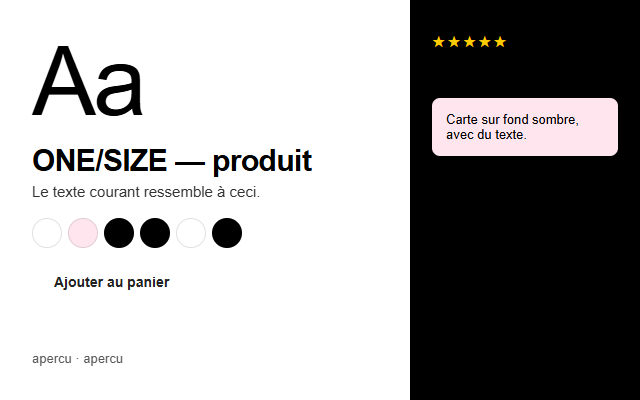 Aa
ONE/SIZE — produit
Le texte courant ressemble à ceci.
Ajouter au panier
apercu · apercu
★★★★★
Carte sur fond sombre,
avec du texte.